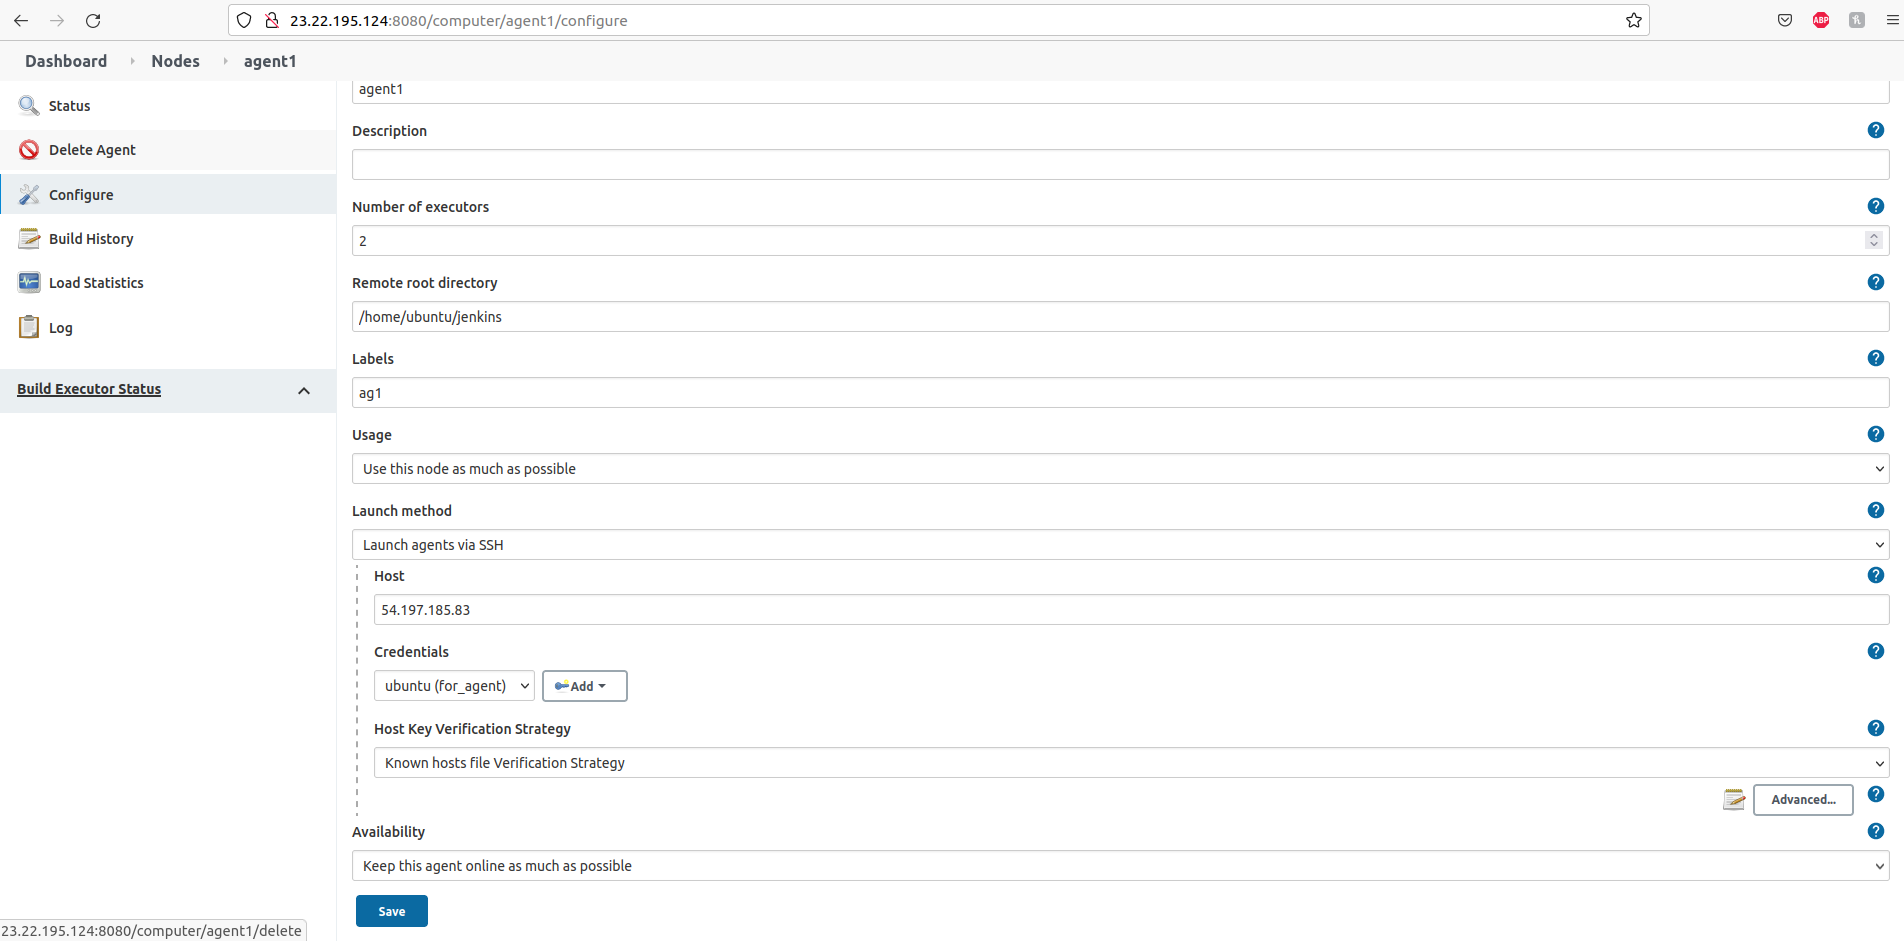 23.22.195.124:8080/computer/agent1/configure
ABP
Dashboard Nodes agent1
Status
Delete Agent
Configure
Build History
Load Statistics
Log
Build Executor Status
agent1
Description
?
Number of executors
?
2
Remote root directory
?
/home/ubuntu/jenkins
Labels
?
ag1
Usage
?
Use this node as much as possible
Launch method
?
Launch agents via SSH
Host
?
54.197.185.83
Credentials
?
ubuntu (for_agent) Add
Host Key Verification Strategy
?
Known hosts file Verification Strategy
Advanced...
?
Availability
?
Keep this agent online as much as possible
Save
23.22.195.124:8080/computer/agent1/delete